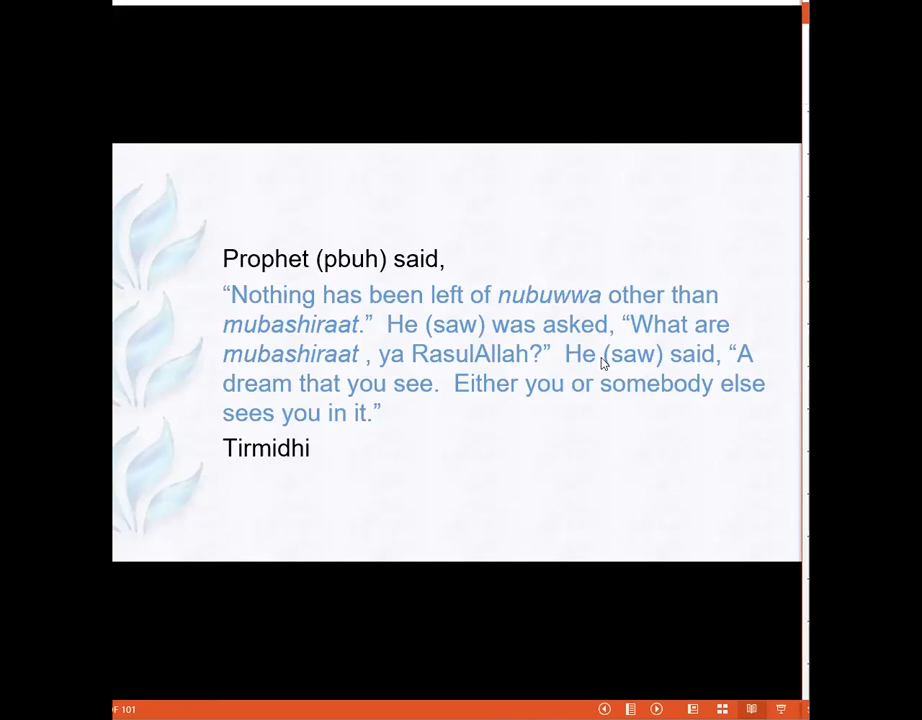 Prophet (pbuh) said,
“Nothing has been left of nubuwwa other than
mubashiraat.”  He (saw) was asked, “What are
mubashiraat , ya RasulAllah?”  He (saw) said, “A
dream that you see.  Either you or somebody else
sees you in it.”
Tirmidhi
OF 101